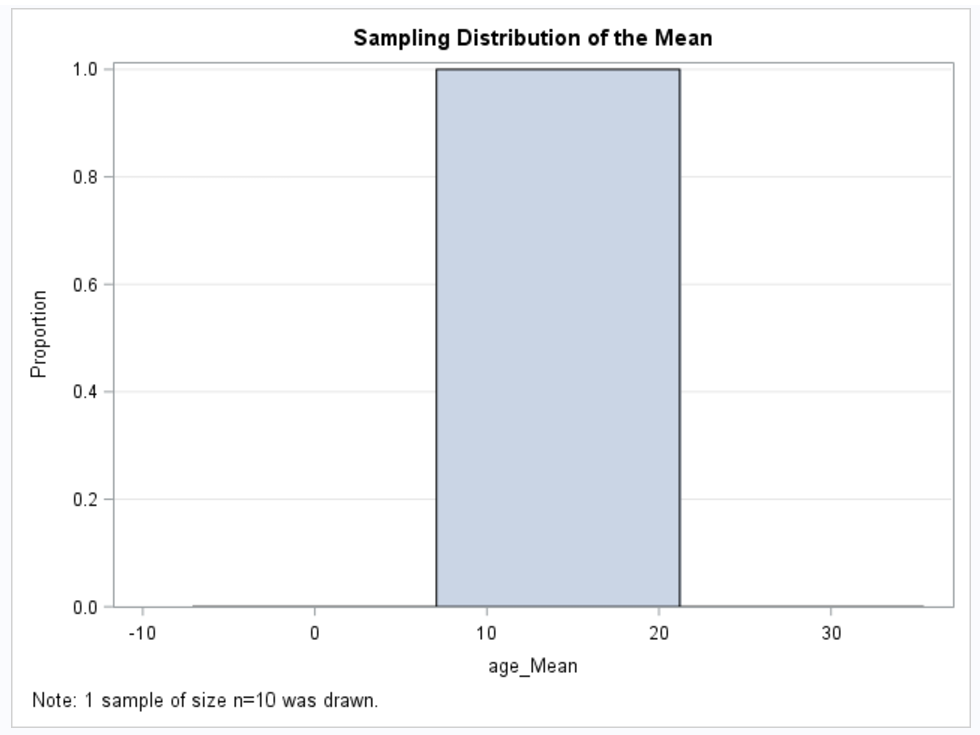 Sampling Distribution of the Mean
1.0
0.8
0.6
0.4
0.2
0.0
Proportion
-10 0 10 20 30
age_Mean
Note: 1 sample of size n=10 was drawn.